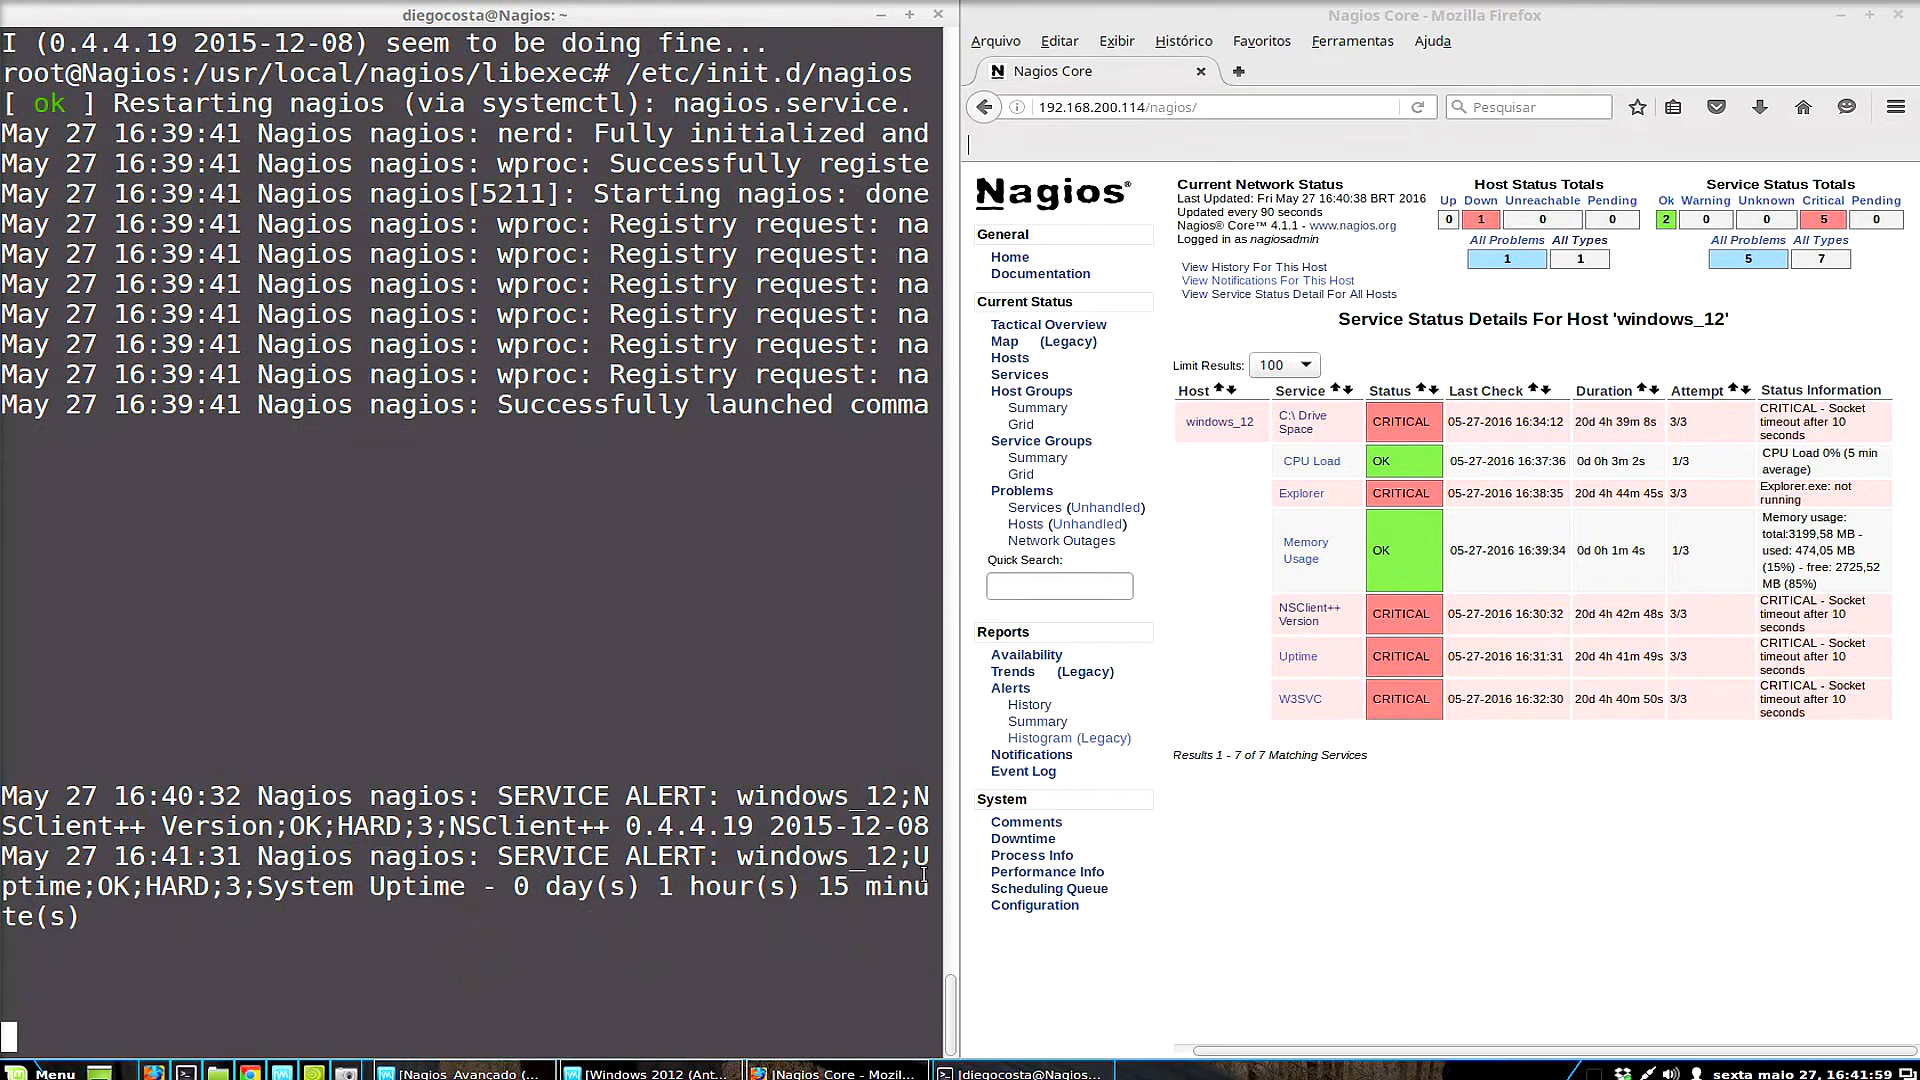 diegocosta@Nagios: ~
I (0.4.4.19 2015-12-08) seem to be doing fine...
root@Nagios:/usr/local/nagios/libexec# /etc/init.d/nagios
[ ok ] Restarting nagios (via systemctl): nagios.service.
May 27 16:39:41 Nagios nagios: nerd: Fully initialized and
May 27 16:39:41 Nagios nagios: wproc: Successfully registe
May 27 16:39:41 Nagios nagios[5211]: Starting nagios: done
May 27 16:39:41 Nagios nagios: wproc: Registry request: na
May 27 16:39:41 Nagios nagios: wproc: Registry request: na
May 27 16:39:41 Nagios nagios: wproc: Registry request: na
May 27 16:39:41 Nagios nagios: wproc: Registry request: na
May 27 16:39:41 Nagios nagios: wproc: Registry request: na
May 27 16:39:41 Nagios nagios: wproc: Registry request: na
May 27 16:39:41 Nagios nagios: Successfully launched comma
May 27 16:40:32 Nagios nagios: SERVICE ALERT: windows_12;N
SClient++ Version;OK;HARD;3;NSClient++ 0.4.4.19 2015-12-08
May 27 16:41:31 Nagios nagios: SERVICE ALERT: windows_12;U
ptime;OK;HARD;3;System Uptime - 0 day(s) 1 hour(s) 15 minu
te(s)
Nagios Core - Mozilla Firefox
Arquivo Editar Exibir Histórico Favoritos Ferramentas Ajuda
N Nagios Core
192.168.200.114/nagios/
Pesquisar
Nagios®
General
Home
Documentation
Current Status
Tactical Overview
Map (Legacy)
Hosts
Services
Host Groups
Summary
Grid
Service Groups
Summary
Grid
Problems
Services (Unhandled)
Hosts (Unhandled)
Network Outages
Quick Search:
Reports
Availability
Trends (Legacy)
Alerts
History
Summary
Histogram (Legacy)
Notifications
Event Log
System
Comments
Downtime
Process Info
Performance Info
Scheduling Queue
Configuration
Current Network Status
Last Updated: Fri May 27 16:40:38 BRT 2016
Updated every 90 seconds
Nagios® Core™ 4.1.1 - www.nagios.org
Logged in as nagiosadmin
View History For This Host
View Notifications For This Host
View Service Status Detail For All Hosts
Host Status Totals
Up Down Unreachable Pending
0 1 0 0
All Problems All Types
1 1
Service Status Totals
Ok Warning Unknown Critical Pending
2 0 0 5 0
All Problems All Types
5 7
Service Status Details For Host 'windows_12'
Limit Results: 100
Host Service Status Last Check Duration Attempt Status Information
windows_12 C:\ Drive Space CRITICAL 05-27-2016 16:34:12 20d 4h 39m 8s 3/3 CRITICAL - Socket timeout after 10 seconds
CPU Load OK 05-27-2016 16:37:36 0d 0h 3m 2s 1/3 CPU Load 0% (5 min average)
Explorer CRITICAL 05-27-2016 16:38:35 20d 4h 44m 45s 3/3 Explorer.exe: not running
Memory Usage OK 05-27-2016 16:39:34 0d 0h 1m 4s 1/3 Memory usage: total:3199,58 MB - used: 474,05 MB (15%) - free: 2725,52 MB (85%)
NSClient++ Version CRITICAL 05-27-2016 16:30:32 20d 4h 42m 48s 3/3 CRITICAL - Socket timeout after 10 seconds
Uptime CRITICAL 05-27-2016 16:31:31 20d 4h 41m 49s 3/3 CRITICAL - Socket timeout after 10 seconds
W3SVC CRITICAL 05-27-2016 16:32:30 20d 4h 40m 50s 3/3 CRITICAL - Socket timeout after 10 seconds
Results 1 - 7 of 7 Matching Services
Menu [Nagios Avançado (... [Windows 2012 (Ant... [Nagios Core - Mozil... [diegocosta@Nagios... sexta maio 27, 16:41:59